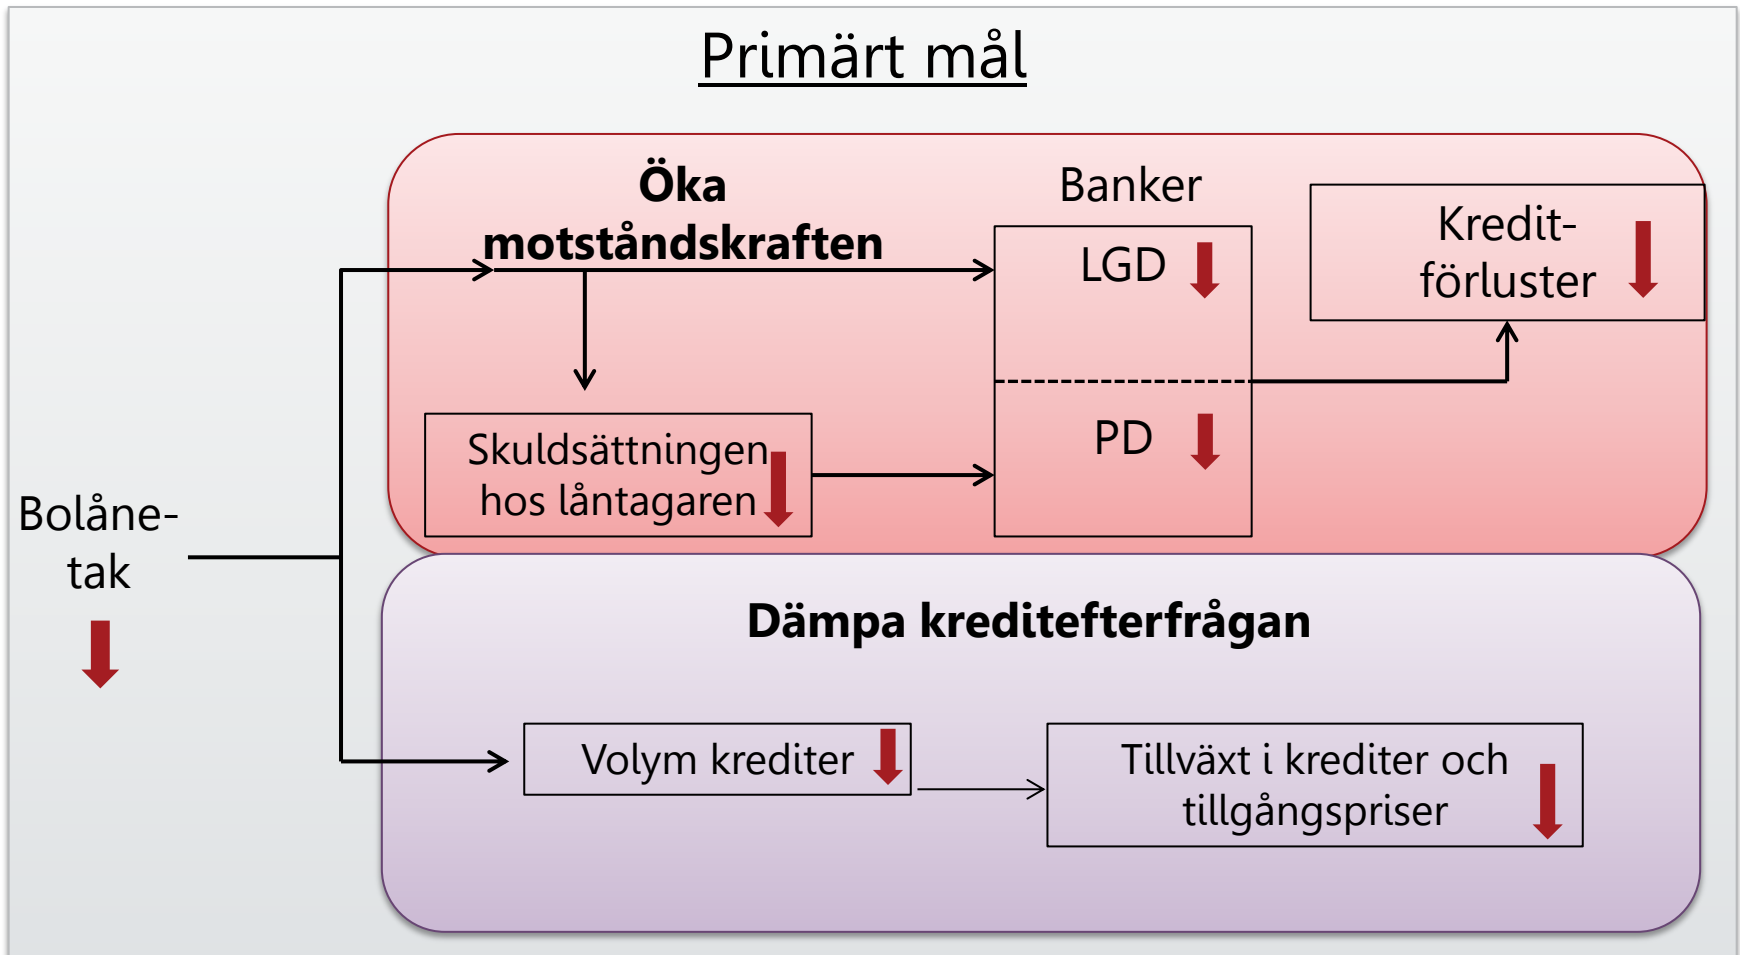 Primärt mål
Öka
motståndskraften
Banker
LGD
Kredit-
förluster
PD
Skuldsättningen
hos låntagaren
Bolåne-
tak
Dämpa kreditefterfrågan
Volym krediter
Tillväxt i krediter och
tillgångspriser